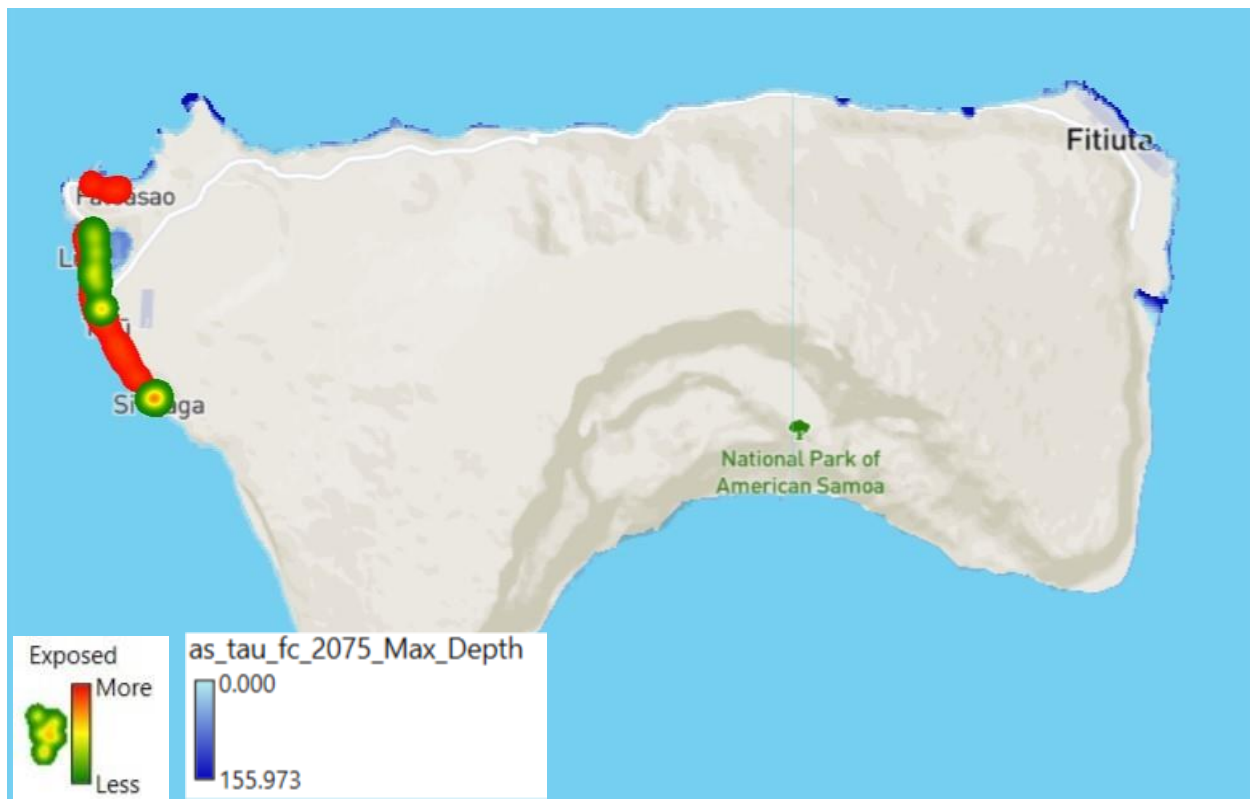 Fitiuta
National Park of
American Samoa
Exposed
More
Less
as_tau_fc_2075_Max_Depth
0.000
155.973